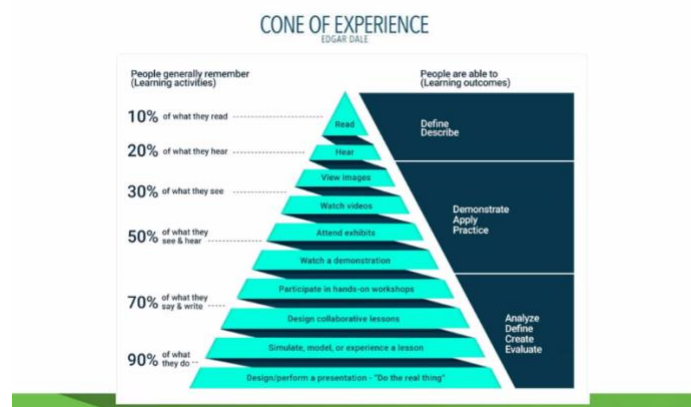 CONE OF EXPERIENCE
EDGAR DALE
People generally remember
(Learning activities)
People are able to
(Learning outcomes)
10% of what they read
20% of what they hear
30% of what they see
50% of what they
see & hear
70% of what they
say & write
90% of what
they do
Read
Hear
View images
Watch videos
Attend exhibits
Watch a demonstration
Participate in hands-on workshops
Design collaborative lessons
Simulate, model, or experience a lesson
Design/perform a presentation - "Do the real thing"
Define
Describe
Demonstrate
Apply
Practice
Analyze
Define
Create
Evaluate